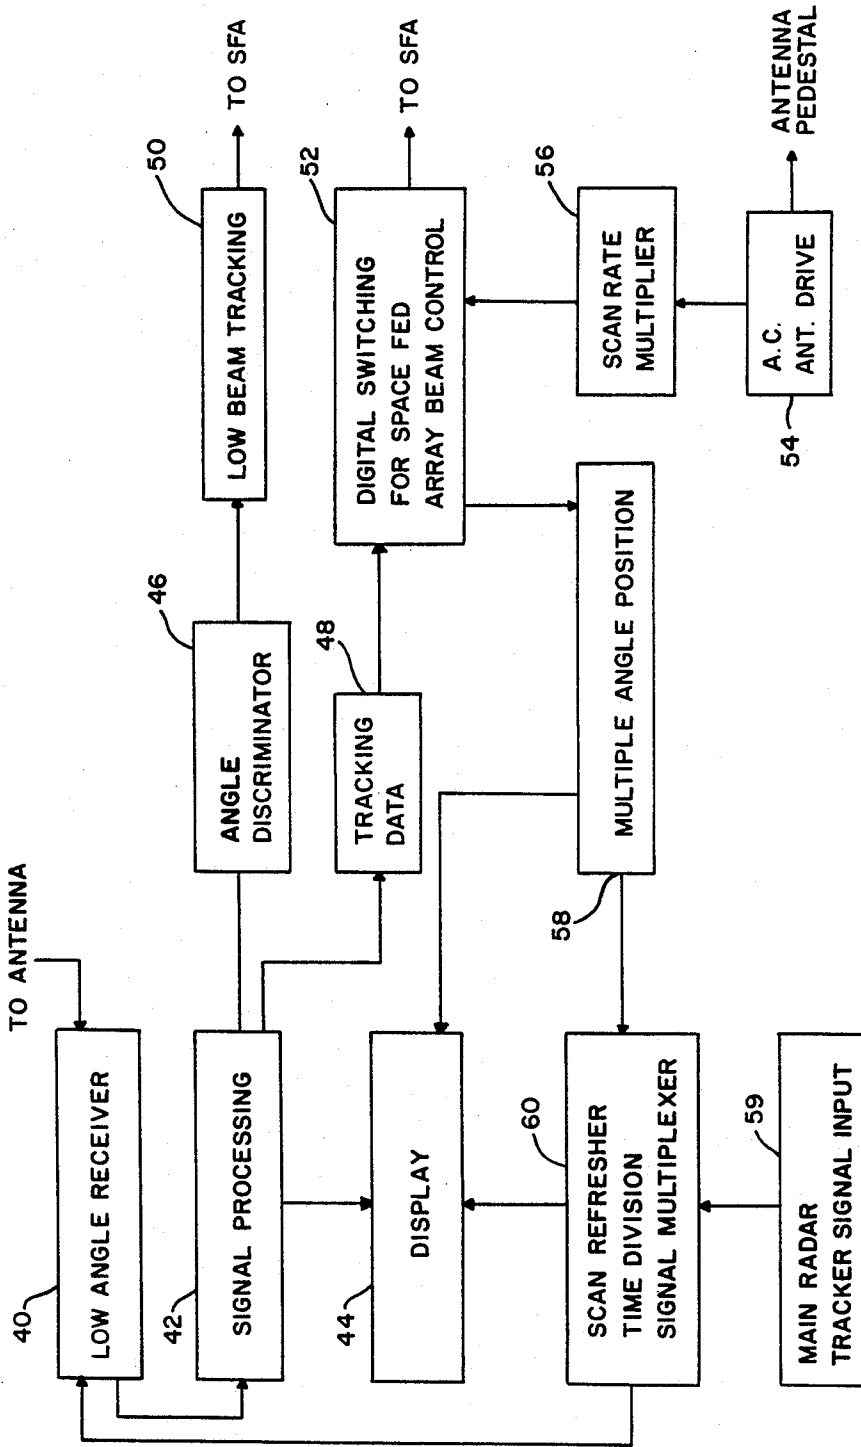 TO ANTENNA
40
LOW ANGLE RECEIVER
42
SIGNAL PROCESSING
46
ANGLE
DISCRIMINATOR
50
LOW BEAM TRACKING
TO SFA
44
DISPLAY
48
TRACKING
DATA
52
DIGITAL SWITCHING
FOR SPACE FED
ARRAY BEAM CONTROL
TO SFA
60
SCAN REFRESHER
TIME DIVISION
SIGNAL MULTIPLEXER
58
MULTIPLE ANGLE POSITION
56
SCAN RATE
MULTIPLIER
59
MAIN RADAR
TRACKER SIGNAL INPUT
54
A.C.
ANT. DRIVE
ANTENNA
PEDESTAL